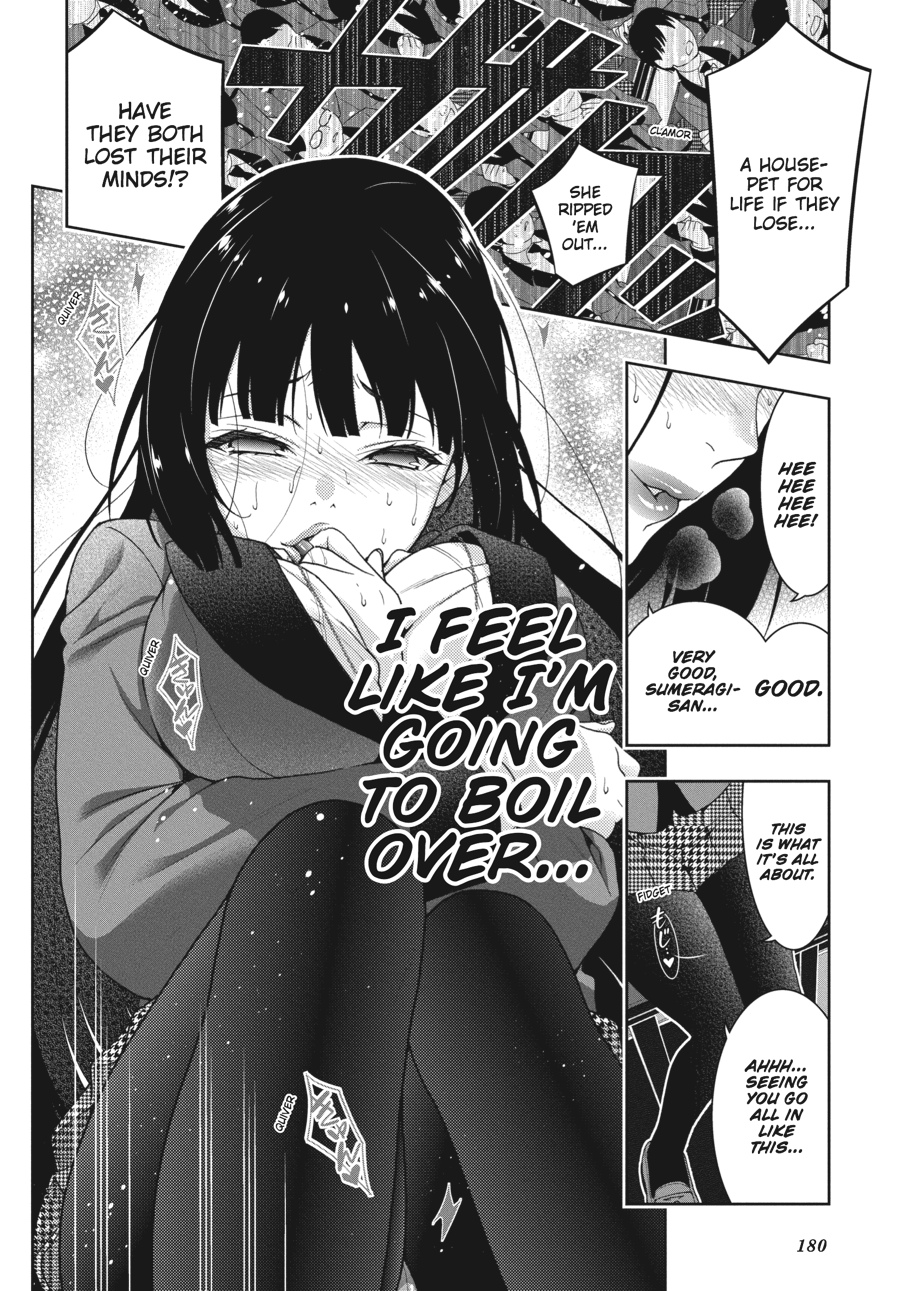 A HOUSE-
PET FOR
LIFE IF THEY
LOSE...
CLAMOR
ザワ
SHE
RIPPED
'EM
OUT...
HAVE
THEY BOTH
LOST THEIR
MINDS!?
HEE
HEE
HEE
HEE!
GOOD.
VERY
GOOD,
SUMERAGI-
SAN...
THIS
IS WHAT
IT'S ALL
ABOUT.
FIDGET
もじ…♥
AHHH...
SEEING
YOU GO
ALL IN
LIKE
THIS...
QUIVER
QUIVER
I FEEL
LIKE I'M
GOING
TO BOIL
OVER...
QUIVER
180